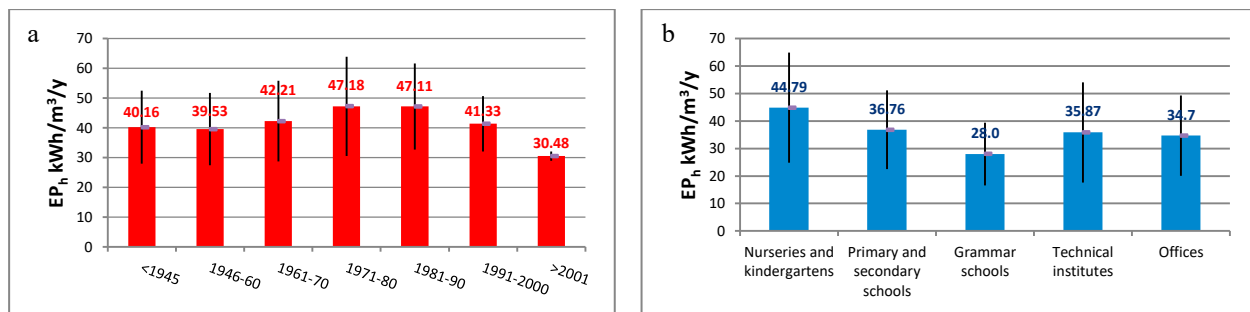 a
EPh kWh/m³/y
70
60
50
40
30
20
10
0
40.16
39.53
42.21
47.18
47.11
41.33
30.48
<1945
1946-60
1961-70
1971-80
1981-90
1991-2000
>2001
b
EPh kWh/m³/y
70
60
50
40
30
20
10
0
44.79
36.76
28.0
35.87
34.7
Nurseries and
kindergartens
Primary and
secondary
schools
Grammar
schools
Technical
institutes
Offices